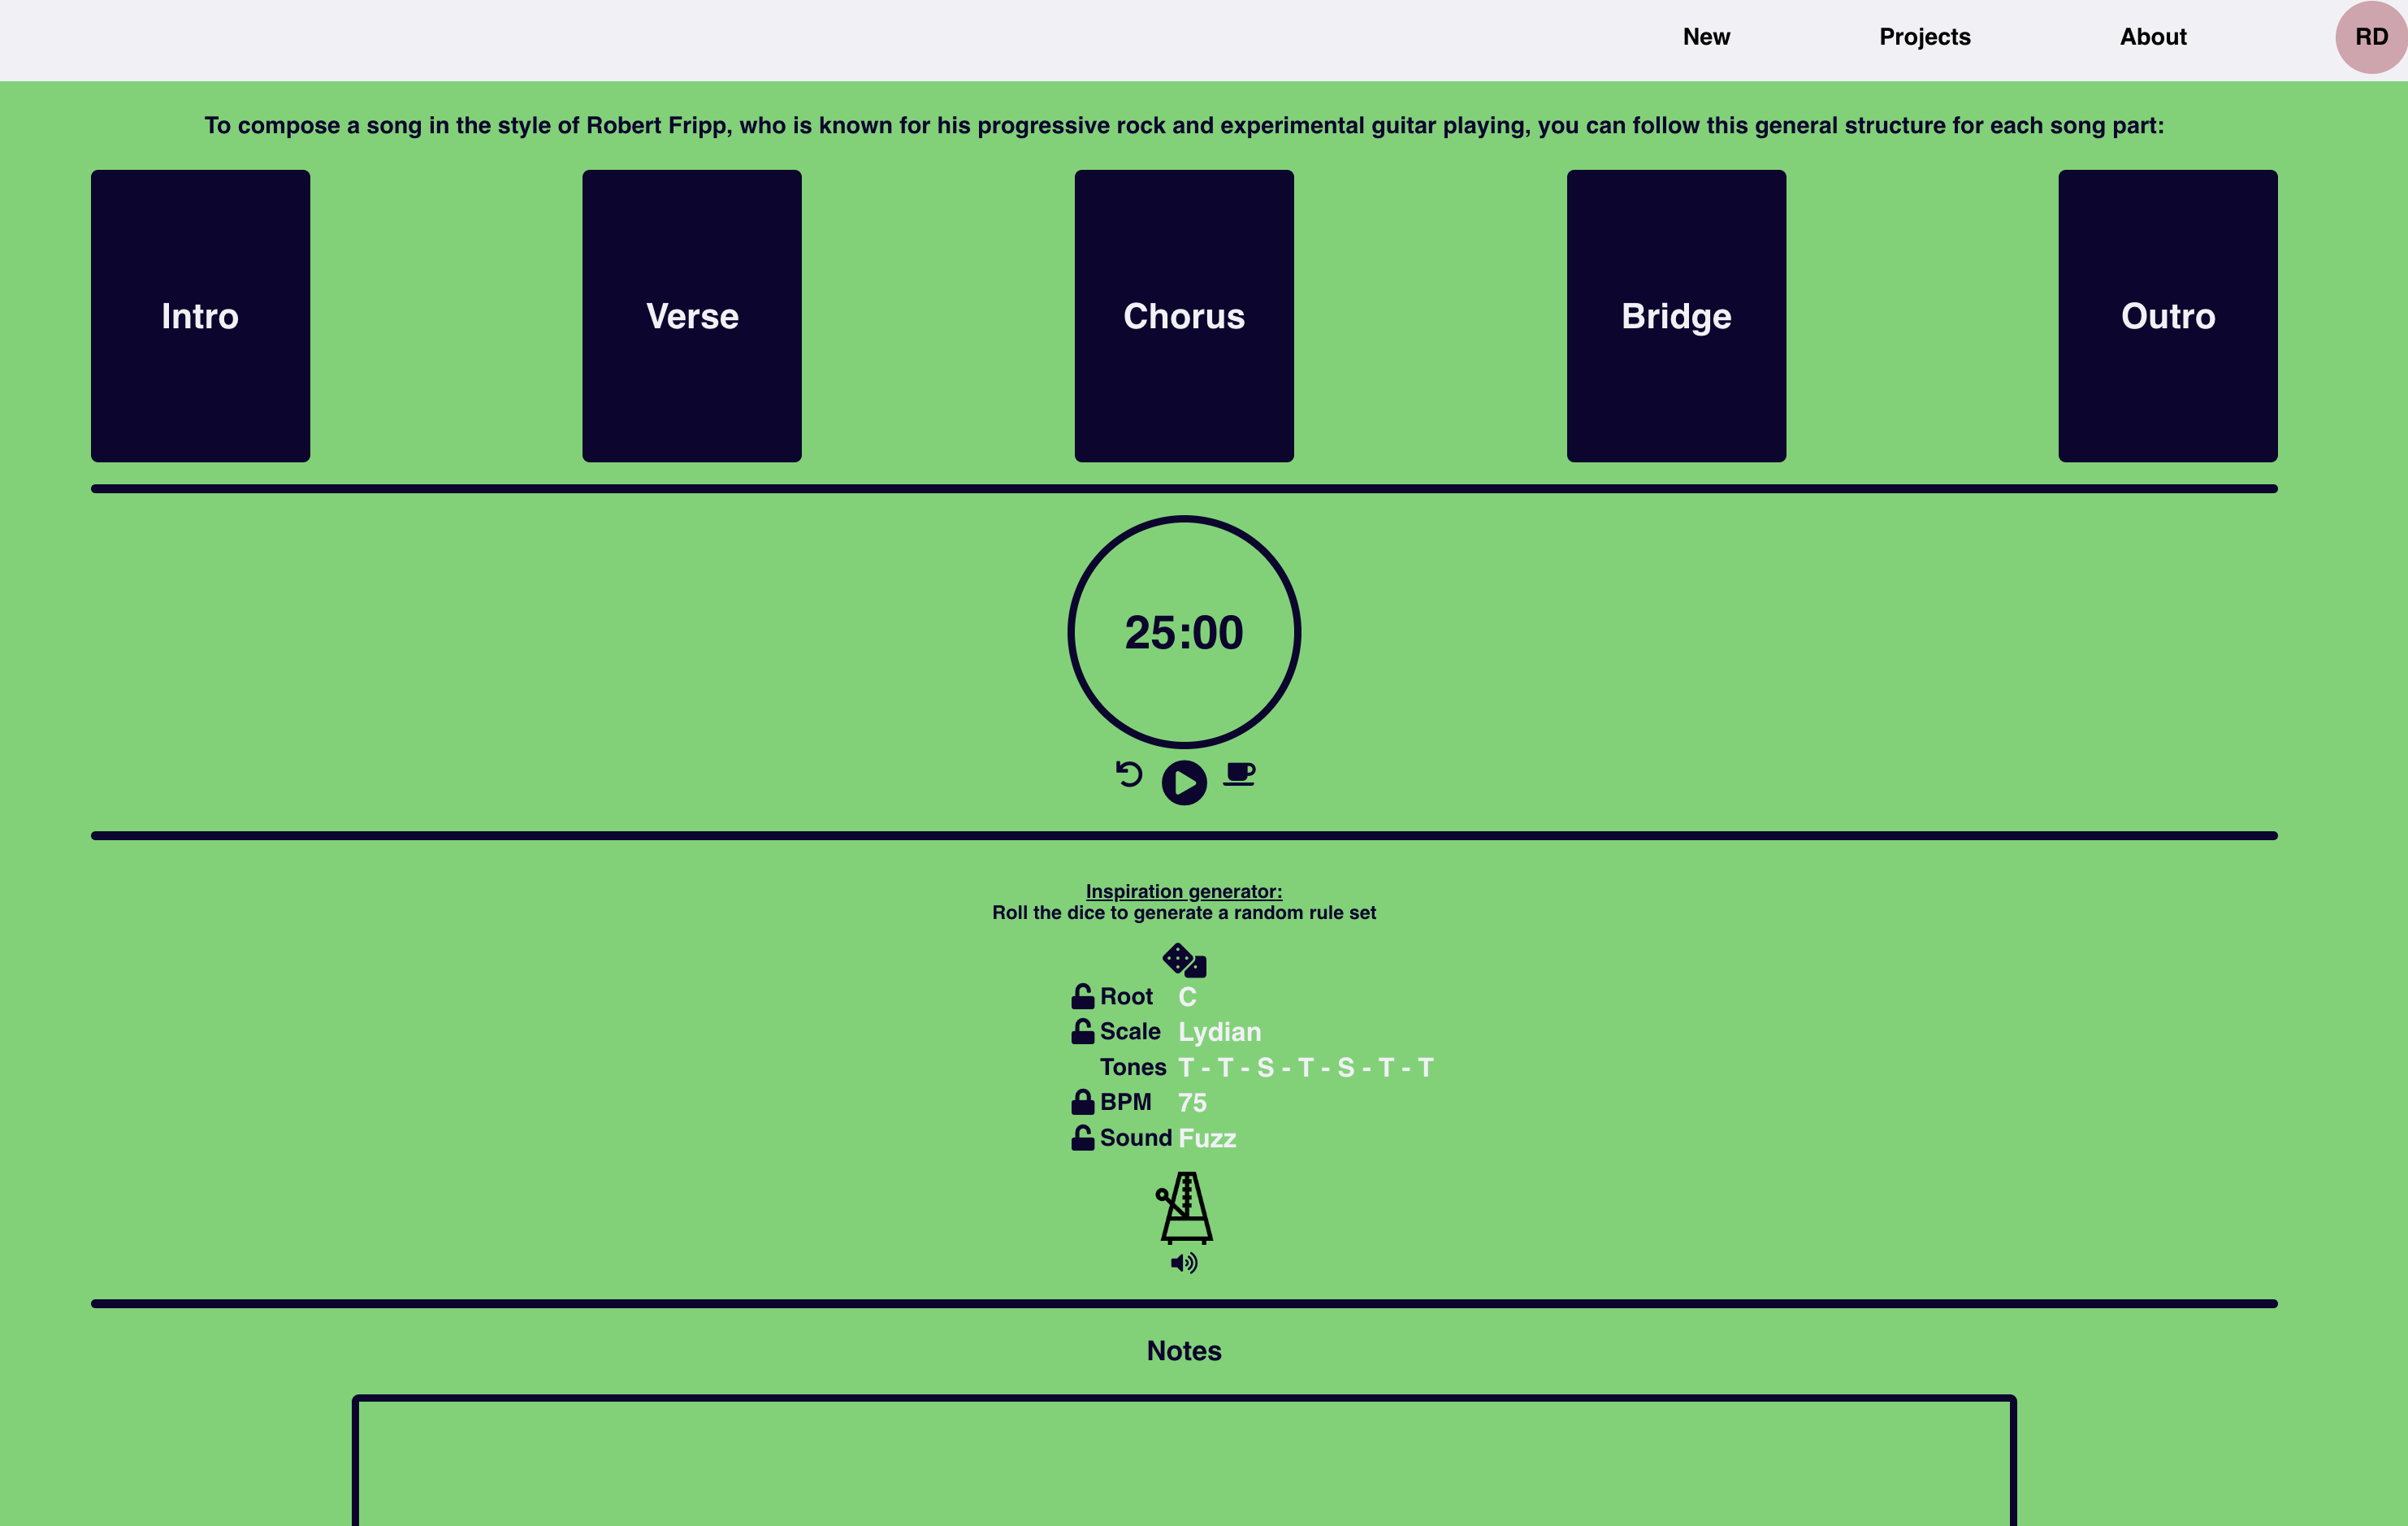 New Projects About RD
To compose a song in the style of Robert Fripp, who is known for his progressive rock and experimental guitar playing, you can follow this general structure for each song part:
Intro Verse Chorus Bridge Outro
25:00
Inspiration generator:
Roll the dice to generate a random rule set
Root C
Scale Lydian
Tones T - T - S - T - S - T - T
BPM 75
Sound Fuzz
Notes